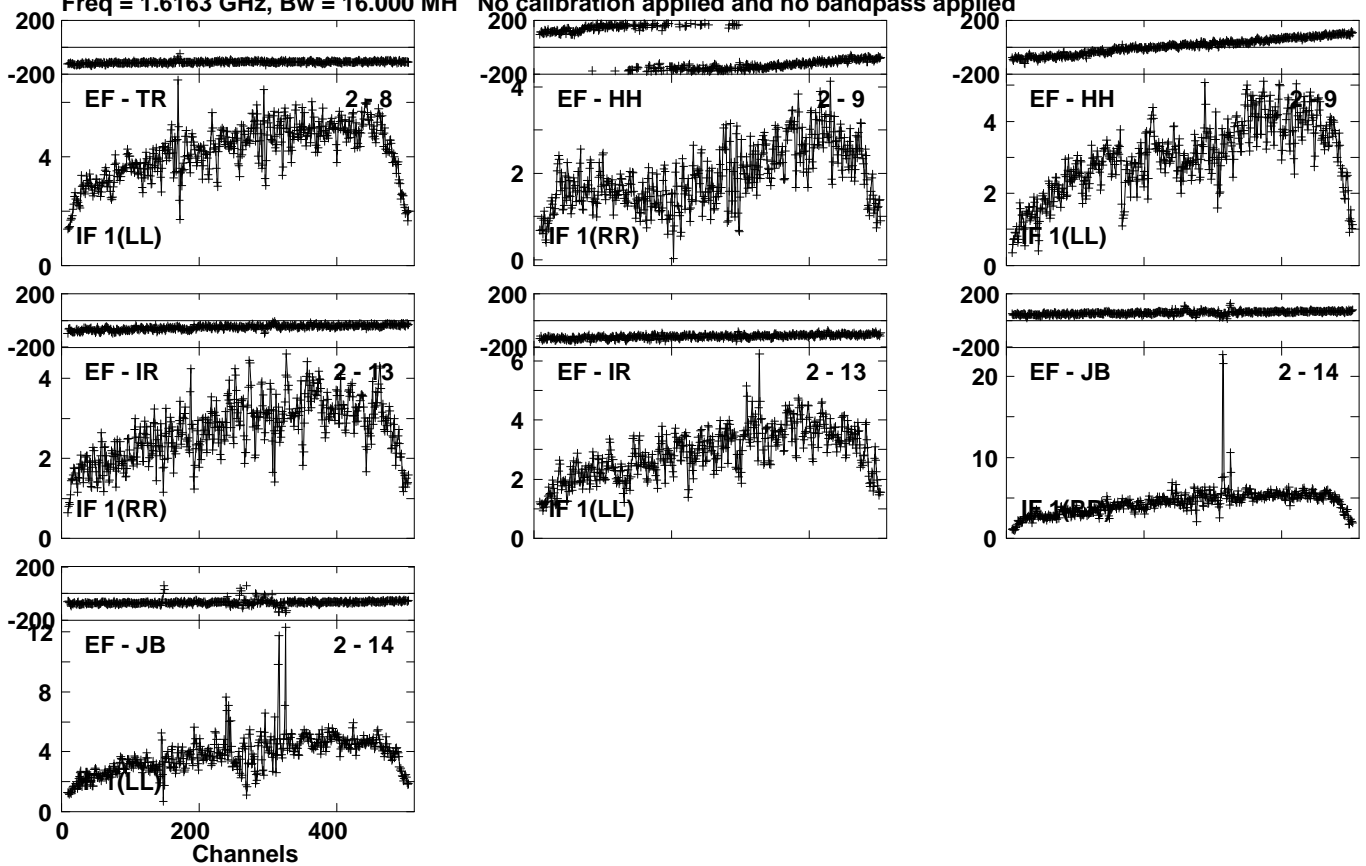 Freq = 1.6163 GHz, Bw = 16.000 MH No calibration applied and no bandpass applied
200
-200
EF - TR
2 - 8
4
0
IF 1(LL)
200
-200
4
EF - HH
2 - 9
2
0
IF 1(RR)
200
-200
EF - HH
2 - 9
4
2
0
IF 1(LL)
200
-200
EF - IR
2 - 13
4
2
0
IF 1(RR)
200
-200
6
EF - IR
2 - 13
4
2
0
IF 1(LL)
200
-200
EF - JB
2 - 14
20
10
0
IF 1(RR)
200
-200
12
EF - JB
2 - 14
8
4
0
IF 1(LL)
0 200 400
Channels